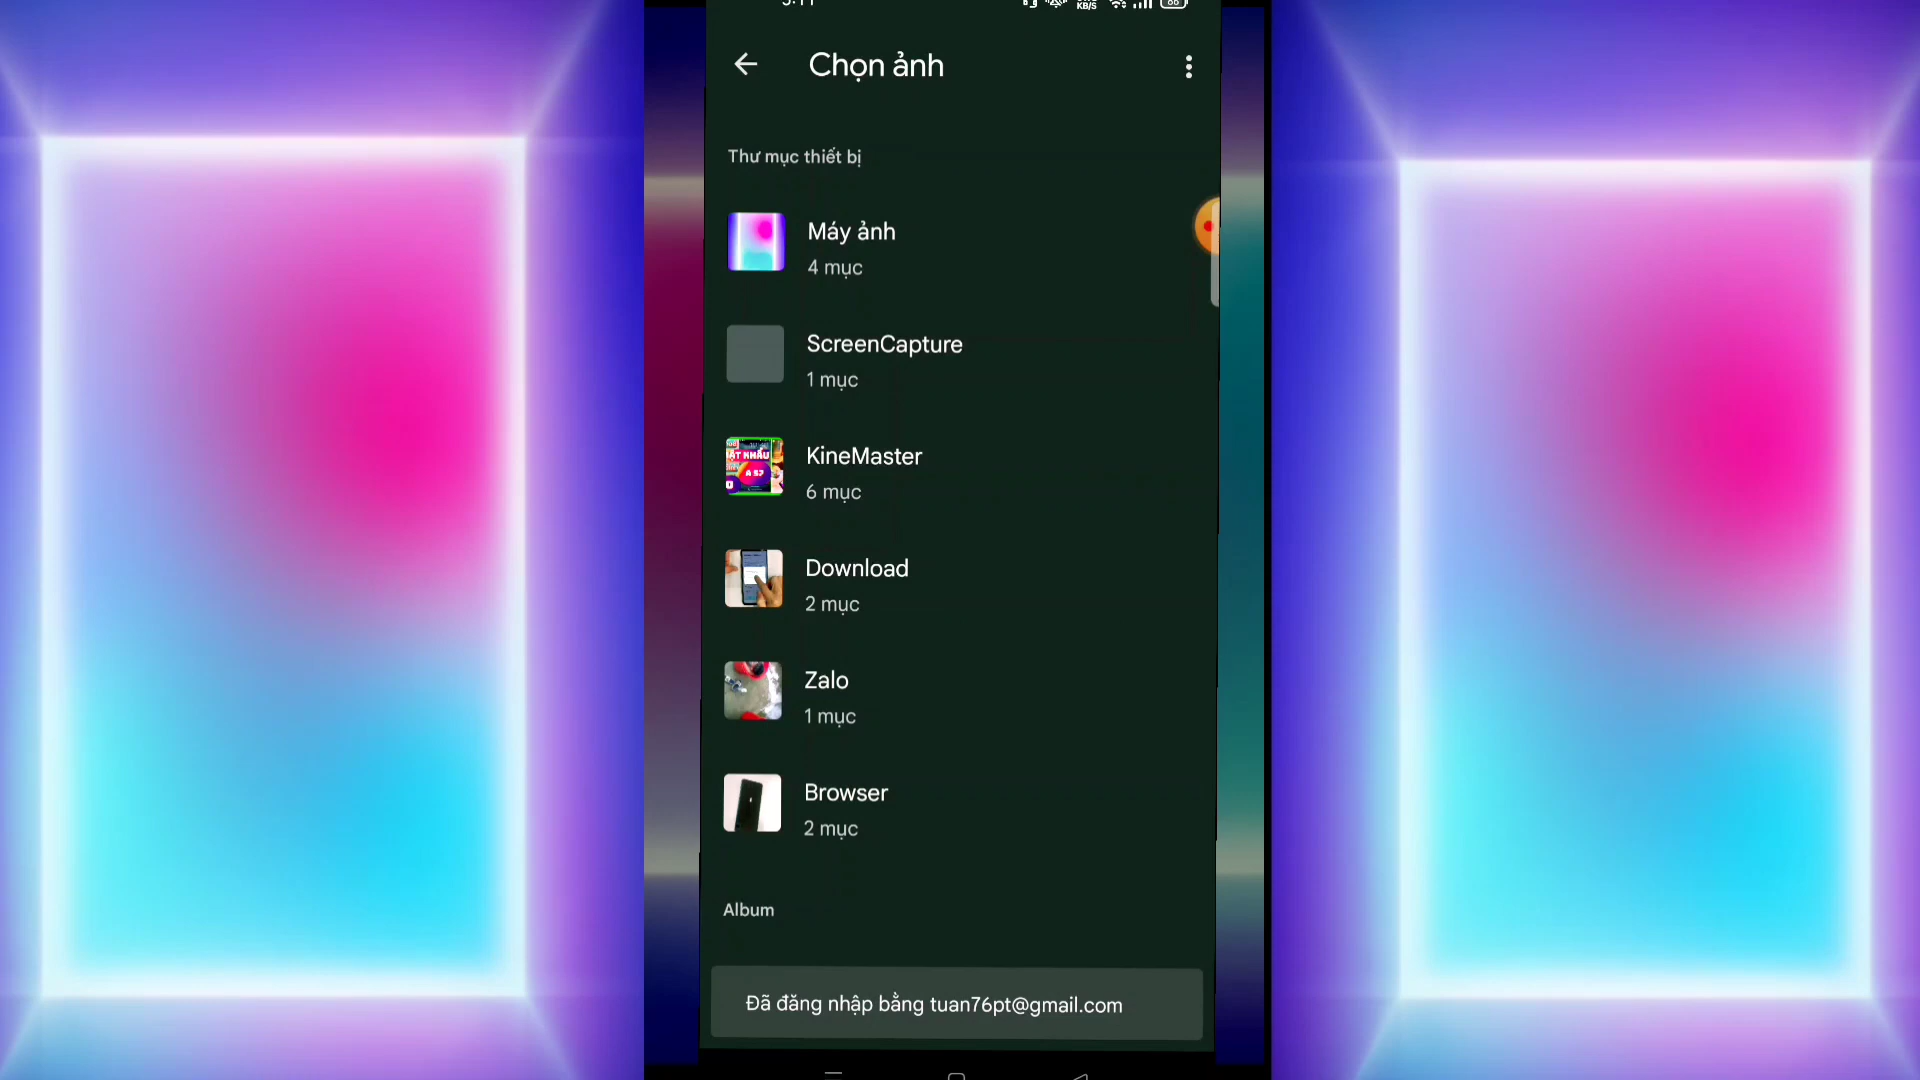 KB/S
Chọn ảnh
Thư mục thiết bị
Máy ảnh
4 mục
ScreenCapture
1 mục
KineMaster
6 mục
Download
2 mục
Zalo
1 mục
Browser
2 mục
Album
Đã đăng nhập bằng tuan76pt@gmail.com